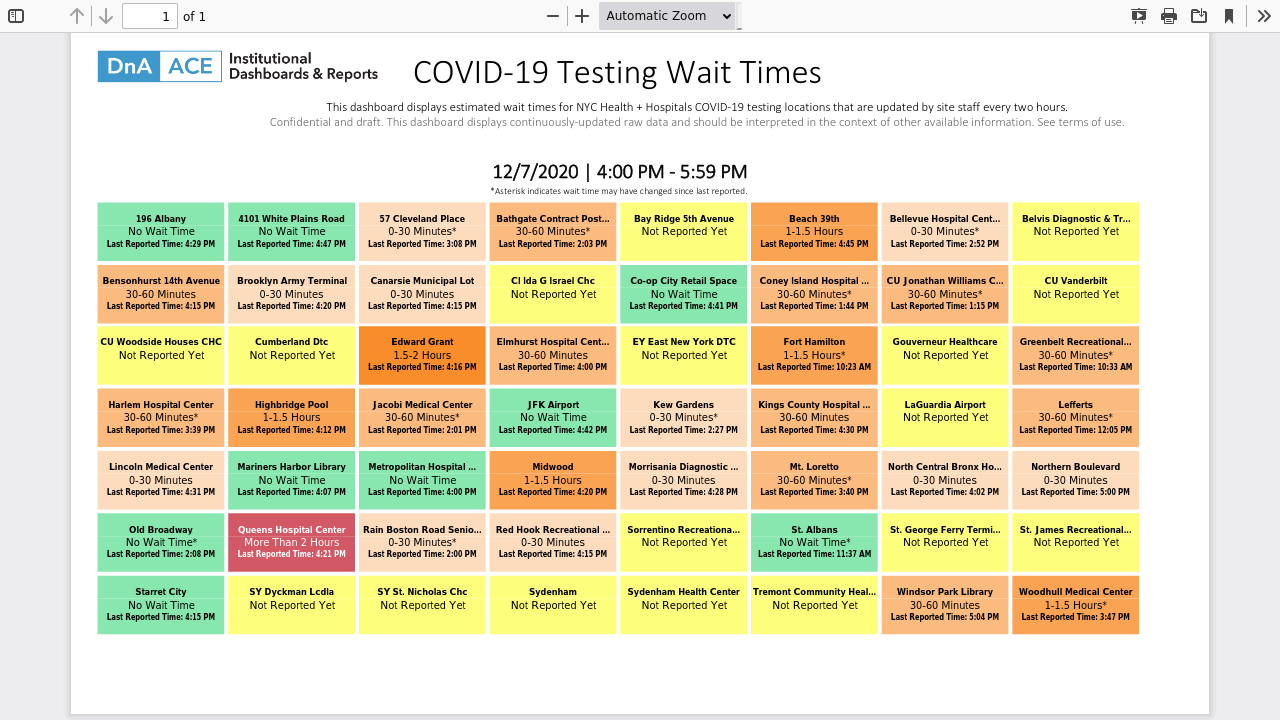 1 of 1
Automatic Zoom
DnA ACE Institutional
Dashboards & Reports
COVID-19 Testing Wait Times
This dashboard displays estimated wait times for NYC Health + Hospitals COVID-19 testing locations that are updated by site staff every two hours.
Confidential and draft. This dashboard displays continuously-updated raw data and should be interpreted in the context of other available information. See terms of use.
12/7/2020 | 4:00 PM - 5:59 PM
*Asterisk indicates wait time may have changed since last reported.
196 Albany
No Wait Time
Last Reported Time: 4:29 PM
4101 White Plains Road
No Wait Time
Last Reported Time: 4:47 PM
57 Cleveland Place
0-30 Minutes*
Last Reported Time: 3:08 PM
Bathgate Contract Post...
30-60 Minutes*
Last Reported Time: 2:03 PM
Bay Ridge 5th Avenue
Not Reported Yet
Beach 39th
1-1.5 Hours
Last Reported Time: 4:45 PM
Bellevue Hospital Cent...
0-30 Minutes*
Last Reported Time: 2:52 PM
Belvis Diagnostic & Tr...
Not Reported Yet
Bensonhurst 14th Avenue
30-60 Minutes
Last Reported Time: 4:15 PM
Brooklyn Army Terminal
0-30 Minutes
Last Reported Time: 4:20 PM
Canarsie Municipal Lot
0-30 Minutes
Last Reported Time: 4:15 PM
Cl Ida G Israel Chc
Not Reported Yet
Co-op City Retail Space
No Wait Time
Last Reported Time: 4:41 PM
Coney Island Hospital ...
30-60 Minutes*
Last Reported Time: 1:44 PM
CU Jonathan Williams C...
30-60 Minutes*
Last Reported Time: 1:15 PM
CU Vanderbilt
Not Reported Yet
CU Woodside Houses CHC
Not Reported Yet
Cumberland Dtc
Not Reported Yet
Edward Grant
1.5-2 Hours
Last Reported Time: 4:16 PM
Elmhurst Hospital Cent...
30-60 Minutes
Last Reported Time: 4:00 PM
EY East New York DTC
Not Reported Yet
Fort Hamilton
1-1.5 Hours*
Last Reported Time: 10:23 AM
Gouverneur Healthcare
Not Reported Yet
Greenbelt Recreational...
30-60 Minutes*
Last Reported Time: 10:33 AM
Harlem Hospital Center
30-60 Minutes*
Last Reported Time: 3:39 PM
Highbridge Pool
1-1.5 Hours
Last Reported Time: 4:12 PM
Jacobi Medical Center
30-60 Minutes*
Last Reported Time: 2:01 PM
JFK Airport
No Wait Time
Last Reported Time: 4:42 PM
Kew Gardens
0-30 Minutes*
Last Reported Time: 2:27 PM
Kings County Hospital ...
30-60 Minutes
Last Reported Time: 4:30 PM
LaGuardia Airport
Not Reported Yet
Lefferts
30-60 Minutes*
Last Reported Time: 12:05 PM
Lincoln Medical Center
0-30 Minutes
Last Reported Time: 4:31 PM
Mariners Harbor Library
No Wait Time
Last Reported Time: 4:07 PM
Metropolitan Hospital ...
No Wait Time
Last Reported Time: 4:00 PM
Midwood
1-1.5 Hours
Last Reported Time: 4:20 PM
Morrisania Diagnostic ...
0-30 Minutes
Last Reported Time: 4:28 PM
Mt. Loretto
30-60 Minutes*
Last Reported Time: 3:40 PM
North Central Bronx Ho...
0-30 Minutes
Last Reported Time: 4:02 PM
Northern Boulevard
0-30 Minutes
Last Reported Time: 5:00 PM
Old Broadway
No Wait Time*
Last Reported Time: 2:08 PM
Queens Hospital Center
More Than 2 Hours
Last Reported Time: 4:21 PM
Rain Boston Road Senio...
0-30 Minutes*
Last Reported Time: 2:00 PM
Red Hook Recreational ...
0-30 Minutes
Last Reported Time: 4:15 PM
Sorrentino Recreationa...
Not Reported Yet
St. Albans
No Wait Time*
Last Reported Time: 11:37 AM
St. George Ferry Termi...
Not Reported Yet
St. James Recreational...
Not Reported Yet
Starret City
No Wait Time
Last Reported Time: 4:15 PM
SY Dyckman Lcdla
Not Reported Yet
SY St. Nicholas Chc
Not Reported Yet
Sydenham
Not Reported Yet
Sydenham Health Center
Not Reported Yet
Tremont Community Heal...
Not Reported Yet
Windsor Park Library
30-60 Minutes
Last Reported Time: 5:04 PM
Woodhull Medical Center
1-1.5 Hours*
Last Reported Time: 3:47 PM